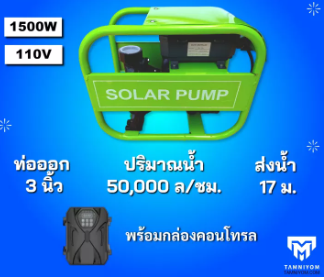 1500W
110V
SOLAR PUMP
ท่อออก
3 นิ้ว
ปริมาณน้ำ
50,000 ล/ชม.
ส่งน้ำ
17 ม.
พร้อมกล่องคอนโทรล
TANNIYOM